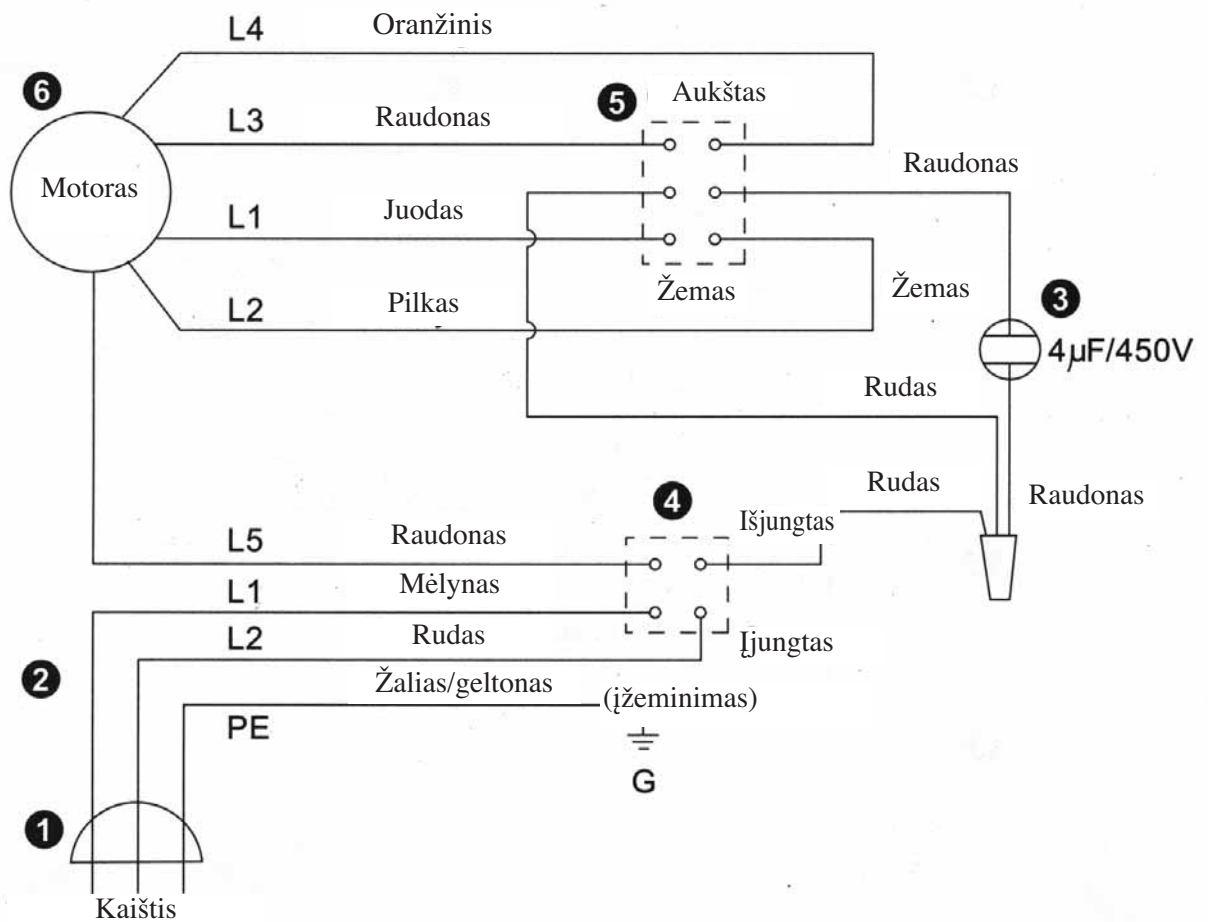 L4 Oranžinis
6
5 Aukštas
L3 Raudonas
Raudonas
Motoras
L1 Juodas
Žemas
Žemas
3
L2 Pilkas
4µF/450V
Rudas
4
Rudas
Raudonas
Išjungtas
L5 Raudonas
L1 Mėlynas
L2 Rudas
Įjungtas
2
Žalias/geltonas (įžeminimas)
PE
G
1
Kaištis